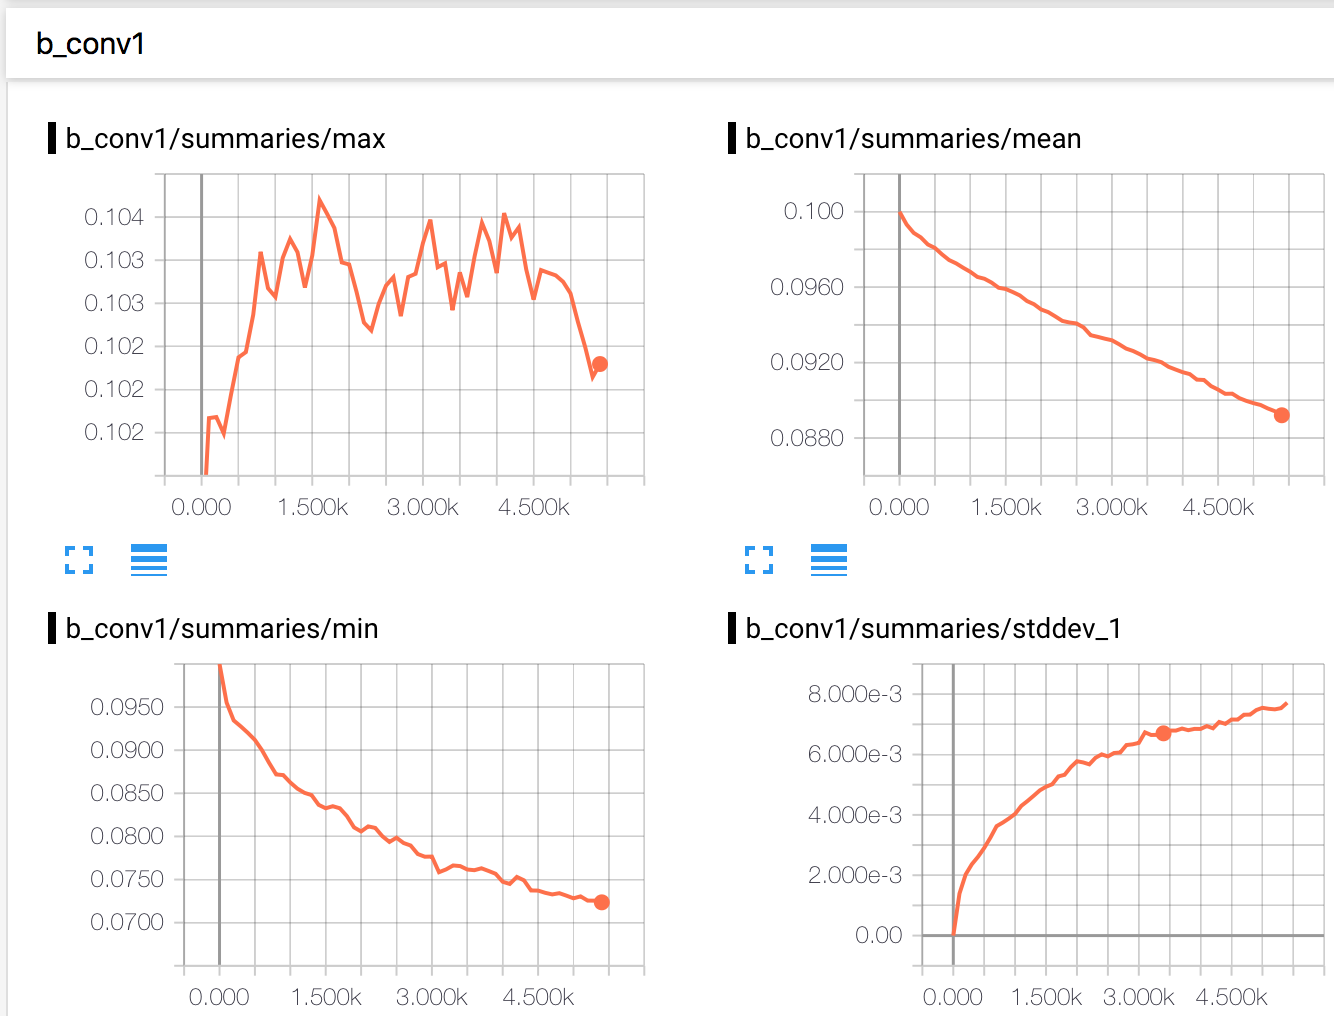 b_conv1
b_conv1/summaries/max
0.104
0.103
0.103
0.102
0.102
0.102
0.000 1.500k 3.000k 4.500k
b_conv1/summaries/mean
0.100
0.0960
0.0920
0.0880
0.000 1.500k 3.000k 4.500k
b_conv1/summaries/min
0.0950
0.0900
0.0850
0.0800
0.0750
0.0700
0.000 1.500k 3.000k 4.500k
b_conv1/summaries/stddev_1
8.000e-3
6.000e-3
4.000e-3
2.000e-3
0.00
0.000 1.500k 3.000k 4.500k